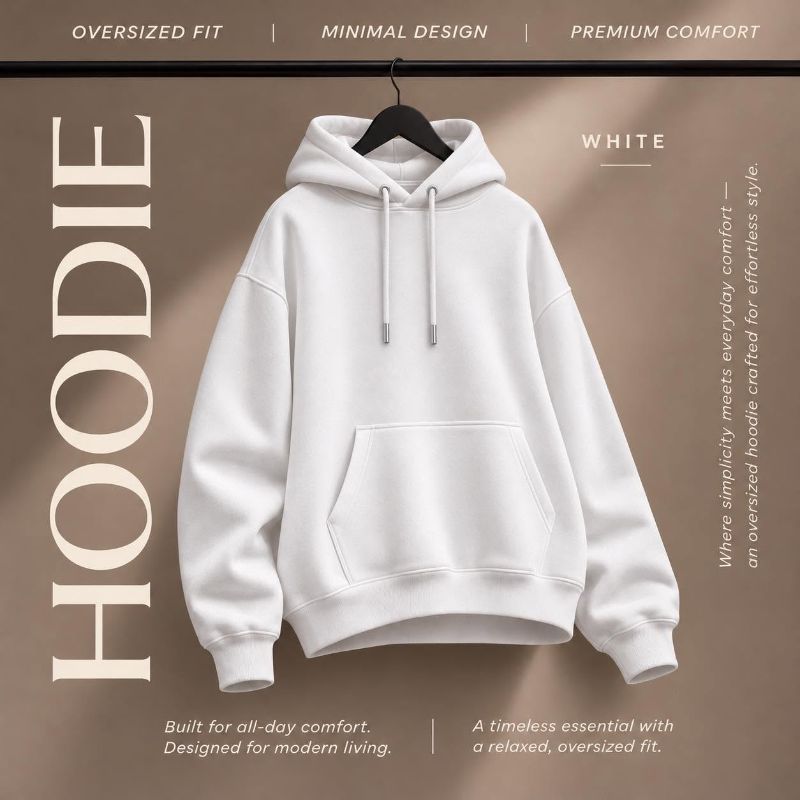 OVERSIZED FIT | MINIMAL DESIGN | PREMIUM COMFORT
HOODIE
WHITE
Where simplicity meets everyday comfort —
an oversized hoodie crafted for effortless style.
Built for all-day comfort.
Designed for modern living.
A timeless essential with
a relaxed, oversized fit.